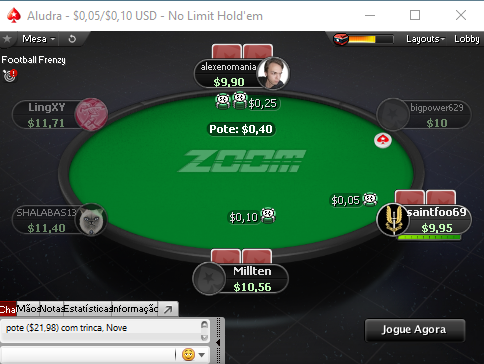 Aludra - $0,05/$0,10 USD - No Limit Hold'em
Mesa
Layouts
Lobby
Football Frenzy
alexenomania
$9,90
LingXY
$11,71
bigpower629
$10
$0,25
Pote: $0,40
ZOOM
SHALABAS13
$11,40
$0,10
$0,05
saintfoo69
$9,95
Millten
$10,56
Cha Mãos Notas Estatísticas Informação
pote ($21,98) com trinca, Nove
Jogue Agora